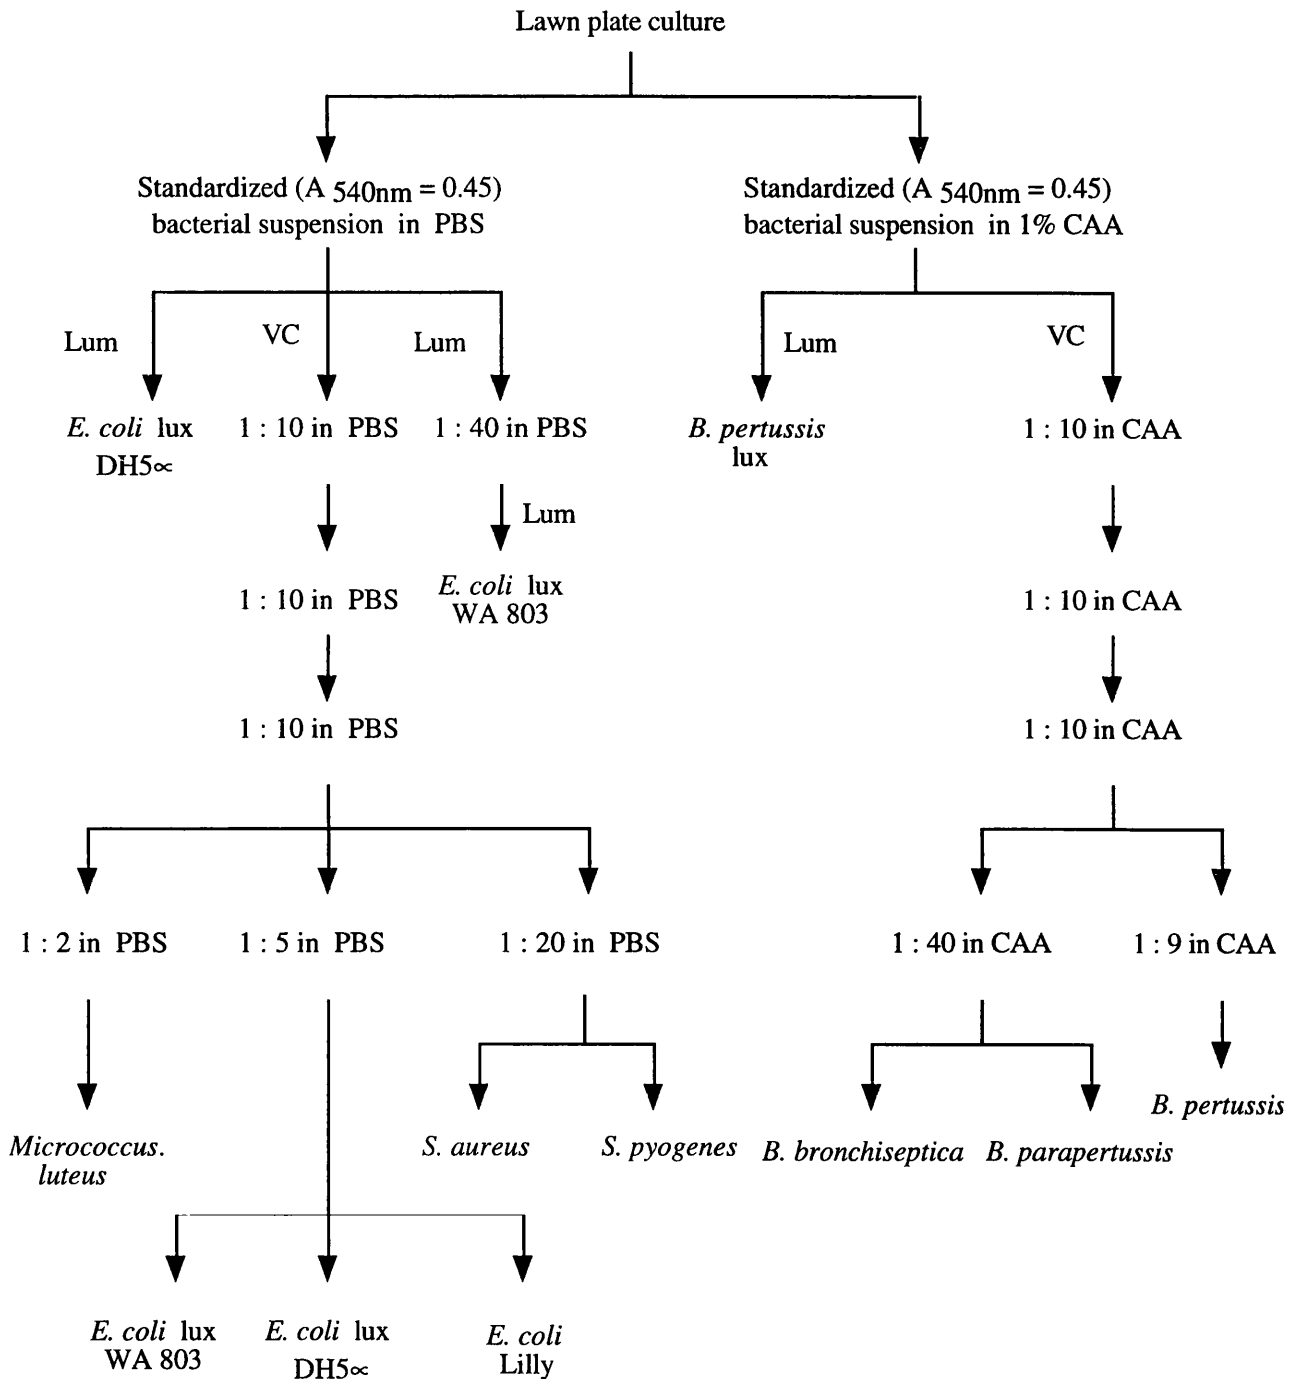 Lawn plate culture
Standardized (A 540nm = 0.45)
bacterial suspension in PBS
Standardized (A 540nm = 0.45)
bacterial suspension in 1% CAA
Lum
VC
Lum
Lum
VC
E. coli lux
DH5∝
1 : 10 in PBS
1 : 40 in PBS
B. pertussis
lux
1 : 10 in CAA
Lum
1 : 10 in PBS
E. coli lux
WA 803
1 : 10 in CAA
1 : 10 in PBS
1 : 10 in CAA
1 : 2 in PBS
1 : 5 in PBS
1 : 20 in PBS
1 : 40 in CAA
1 : 9 in CAA
Micrococcus.
luteus
S. aureus
S. pyogenes
B. bronchiseptica
B. parapertussis
B. pertussis
E. coli lux
WA 803
E. coli lux
DH5∝
E. coli
Lilly